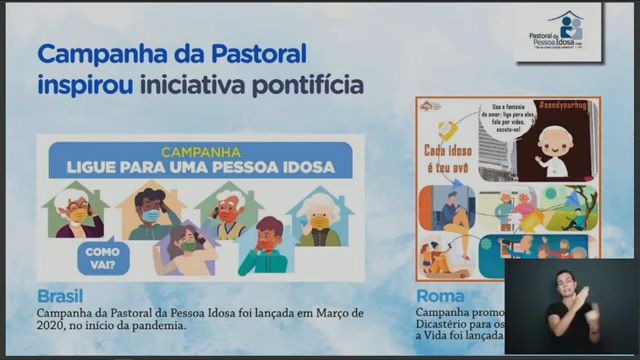 Pastoral da
Pessoa Idosa
Campanha da Pastoral
inspirou iniciativa pontifícia
CAMPANHA
LIGUE PARA UMA PESSOA IDOSA
COMO
VAI?
Use a fantasia
do amor: ligue para eles,
fale por vídeo,
escute-os!
#sendyourhug
Cada idoso
é teu avô
Brasil
Campanha da Pastoral da Pessoa Idosa foi lançada em Março de
2020, no início da pandemia.
Roma
Campanha promo
Dicastério para os
a Vida foi lançada